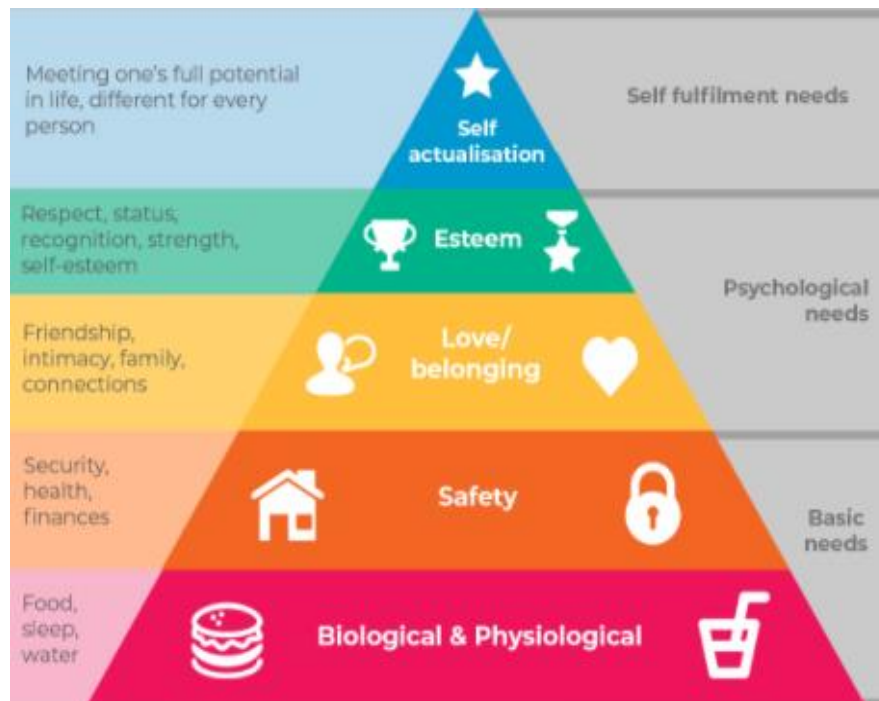 Meeting one's full potential
in life, different for every
person
Self
actualisation
Self fulfilment needs
Respect, status,
recognition, strength,
self-esteem
Esteem
Psychological
needs
Friendship,
intimacy, family,
connections
Love/
belonging
Security,
health,
finances
Safety
Basic
needs
Food,
sleep,
water
Biological & Physiological